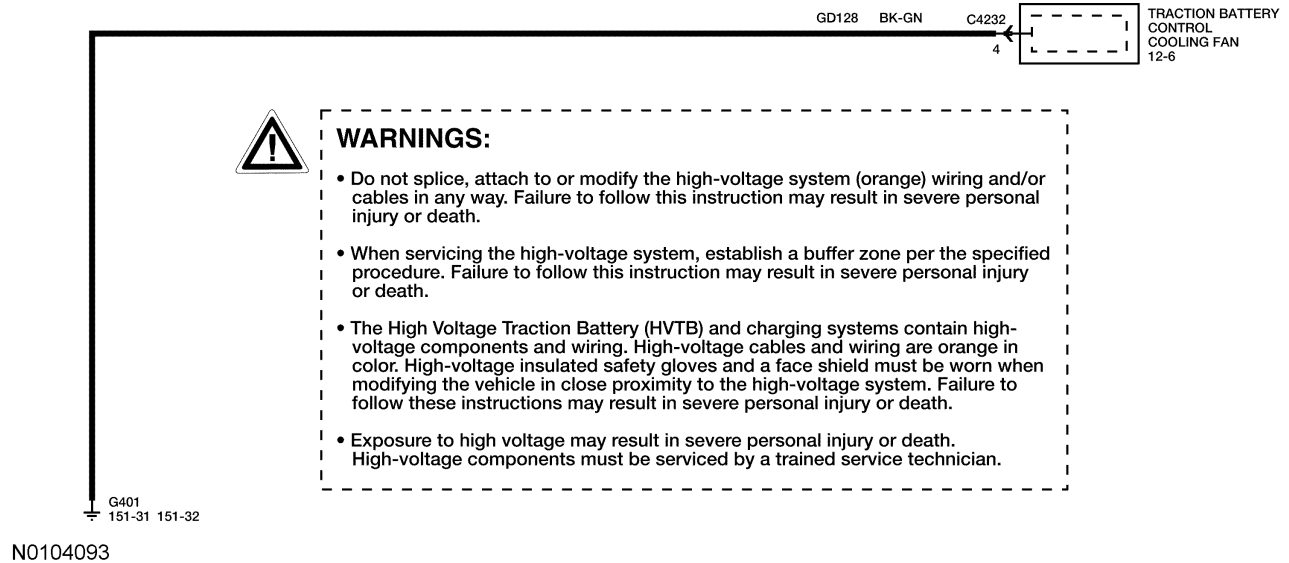 GD128 BK-GN C4232
4
TRACTION BATTERY
CONTROL
COOLING FAN
12-6
!
WARNINGS:
• Do not splice, attach to or modify the high-voltage system (orange) wiring and/or
cables in any way. Failure to follow this instruction may result in severe personal
injury or death.
• When servicing the high-voltage system, establish a buffer zone per the specified
procedure. Failure to follow this instruction may result in severe personal injury
or death.
• The High Voltage Traction Battery (HVTB) and charging systems contain high-
voltage components and wiring. High-voltage cables and wiring are orange in
color. High-voltage insulated safety gloves and a face shield must be worn when
modifying the vehicle in close proximity to the high-voltage system. Failure to
follow these instructions may result in severe personal injury or death.
• Exposure to high voltage may result in severe personal injury or death.
High-voltage components must be serviced by a trained service technician.
G401
151-31 151-32
N0104093